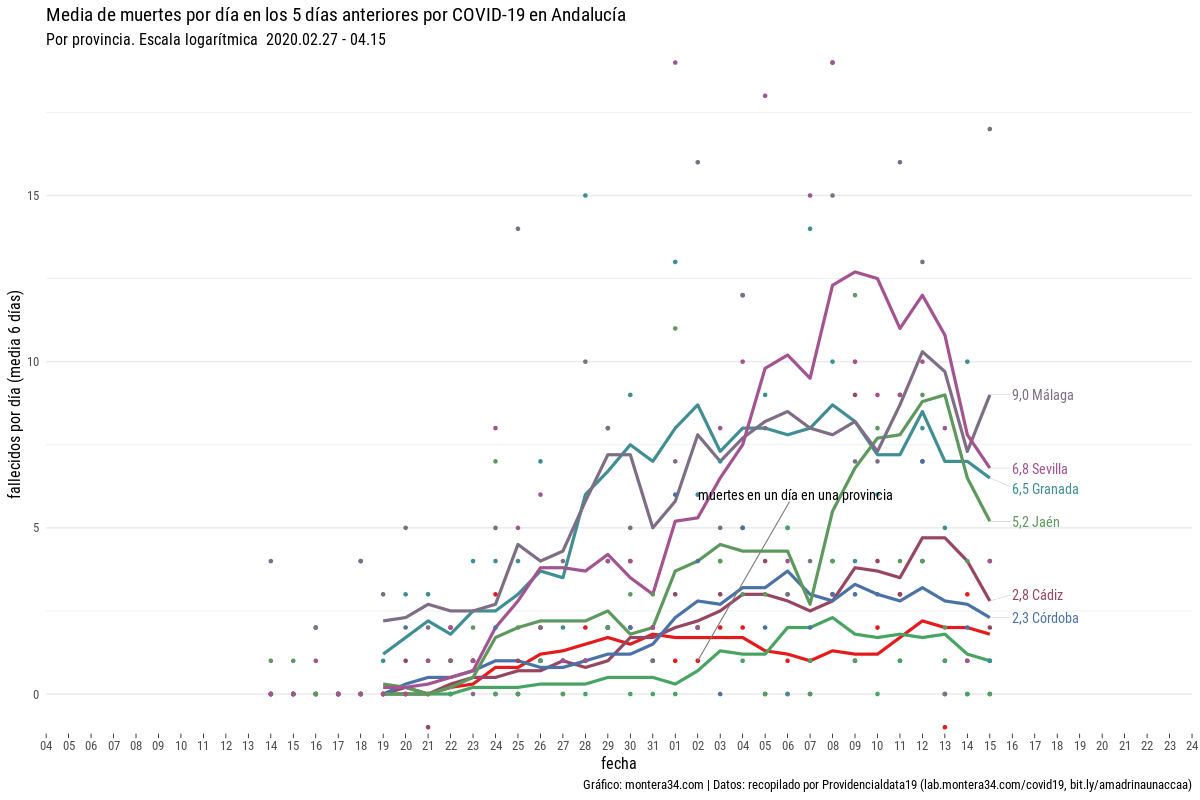 Media de muertes por día en los 5 días anteriores por COVID-19 en Andalucía
Por provincia. Escala logarítmica 2020.02.27 - 04.15
fallecidos por día (media 6 días)
15
10
5
0
9,0 Málaga
6,8 Sevilla
6,5 Granada
muertes en un día en una provincia
5,2 Jaén
2,8 Cádiz
2,3 Córdoba
04 05 06 07 08 09 10 11 12 13 14 15 16 17 18 19 20 21 22 23 24 25 26 27 28 29 30 31 01 02 03 04 05 06 07 08 09 10 11 12 13 14 15 16 17 18 19 20 21 22 23 24
fecha
Gráfico: montera34.com | Datos: recopilado por Providencialdata19 (lab.montera34.com/covid19, bit.ly/amadrinaunaccaa)